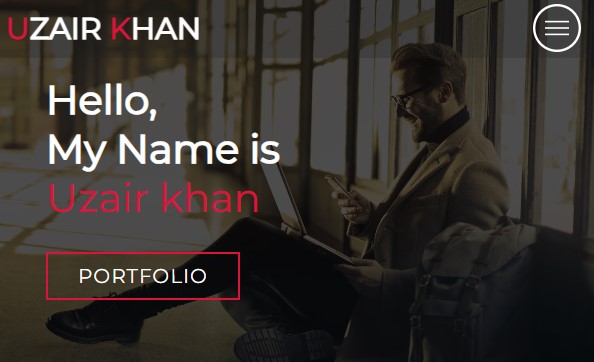 UZAIR KHAN
Hello,
My Name is
Uzair khan
PORTFOLIO